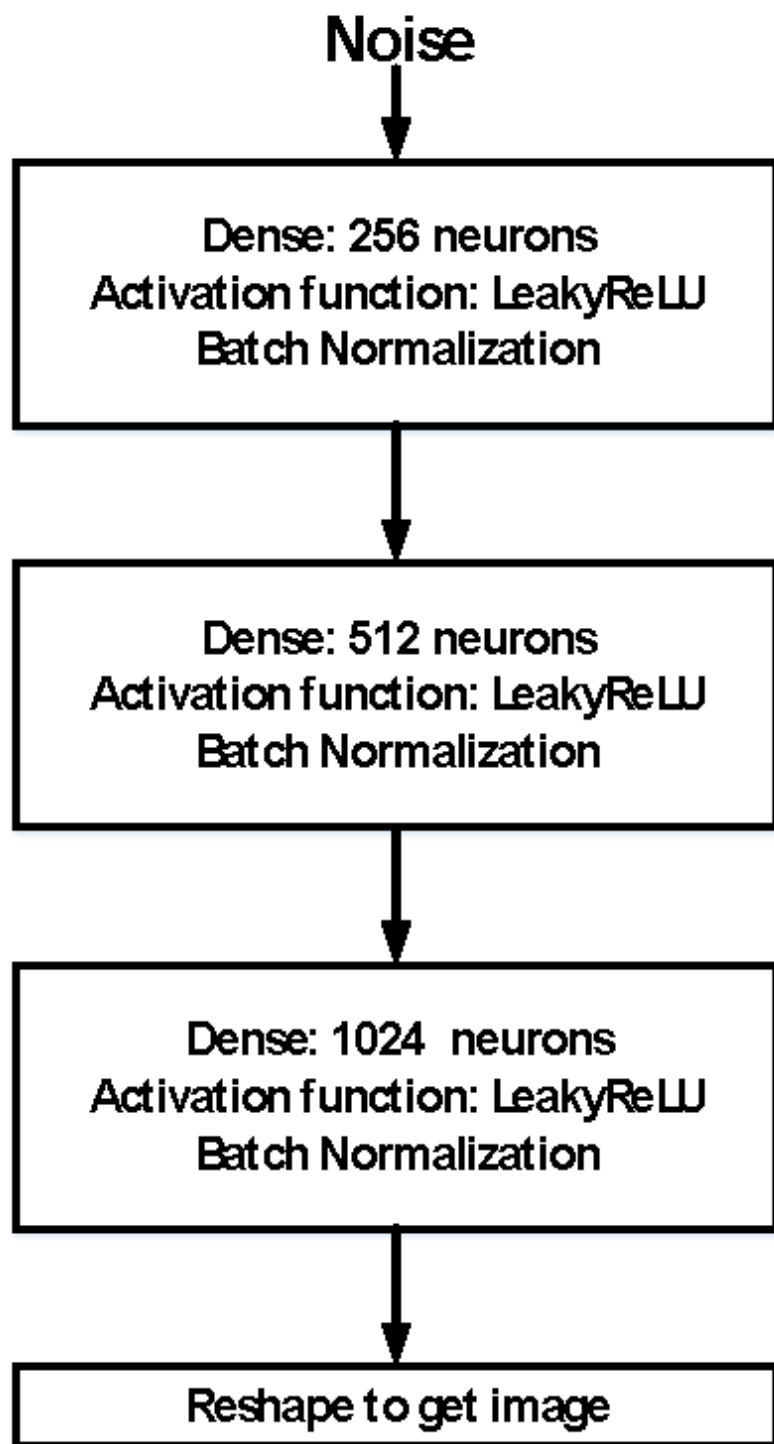 Noise
Dense: 256 neurons
Activation function: LeakyReLU
Batch Normalization
Dense: 512 neurons
Activation function: LeakyReLU
Batch Normalization
Dense: 1024 neurons
Activation function: LeakyReLU
Batch Normalization
Reshape to get image